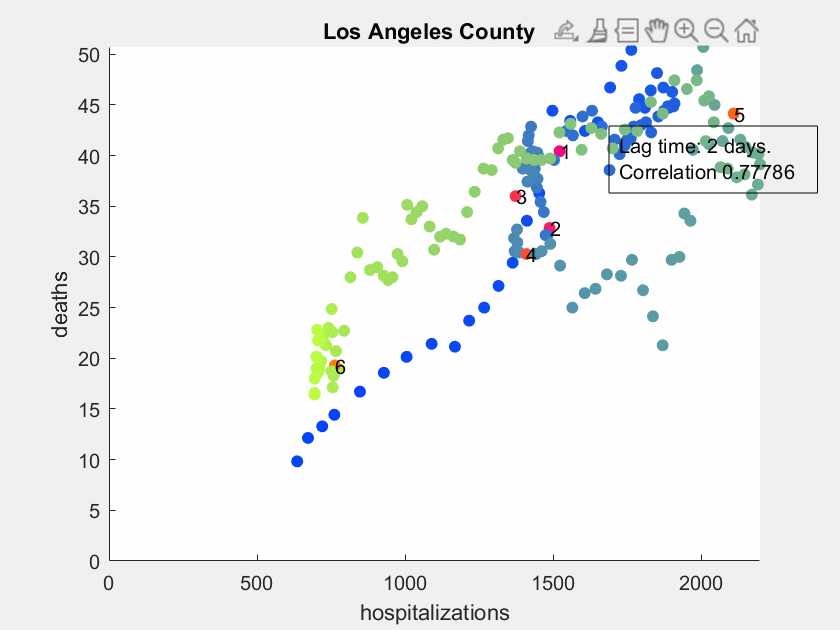 Los Angeles County
50
45
40
35
30
25
20
15
10
5
0
deaths
0 500 1000 1500 2000
hospitalizations
5
1
Lag time: 2 days.
Correlation 0.77786
3
2
4
6